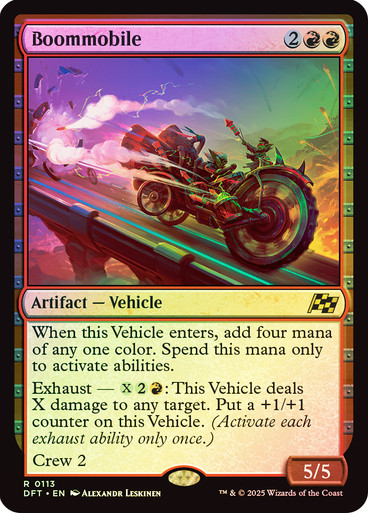 Boommobile 2
Artifact — Vehicle
When this Vehicle enters, add four mana
of any one color. Spend this mana only
to activate abilities.
Exhaust — X 2 : This Vehicle deals
X damage to any target. Put a +1/+1
counter on this Vehicle. (Activate each
exhaust ability only once.)
Crew 2
5/5
R 0113
DFT • EN Alexandr Leskinen
™ & © 2025 Wizards of the Coast